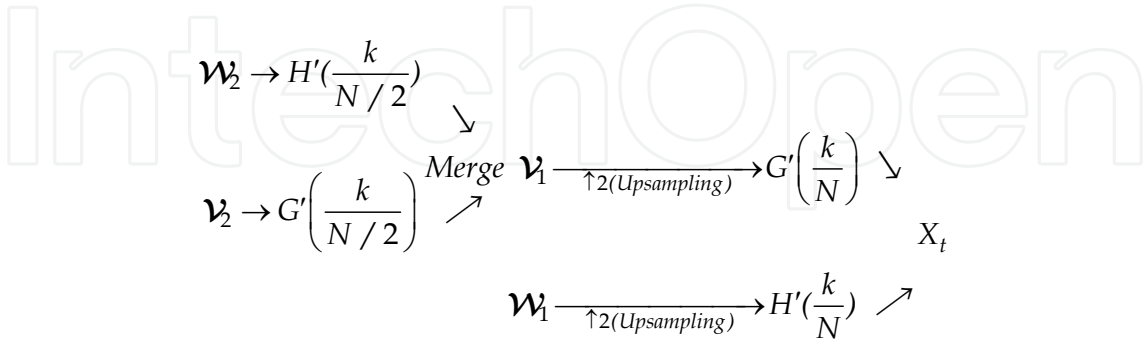 IntechOpen
𝓦₂ → H′(k / (N / 2)) ↘
Merge 𝓥₁ ⟶ ↑2(Upsampling) G′(k / N) ↘
𝓥₂ → G′(k / (N / 2)) ↗
Xₜ
𝓦₁ ⟶ ↑2(Upsampling) H′(k / N) ↗